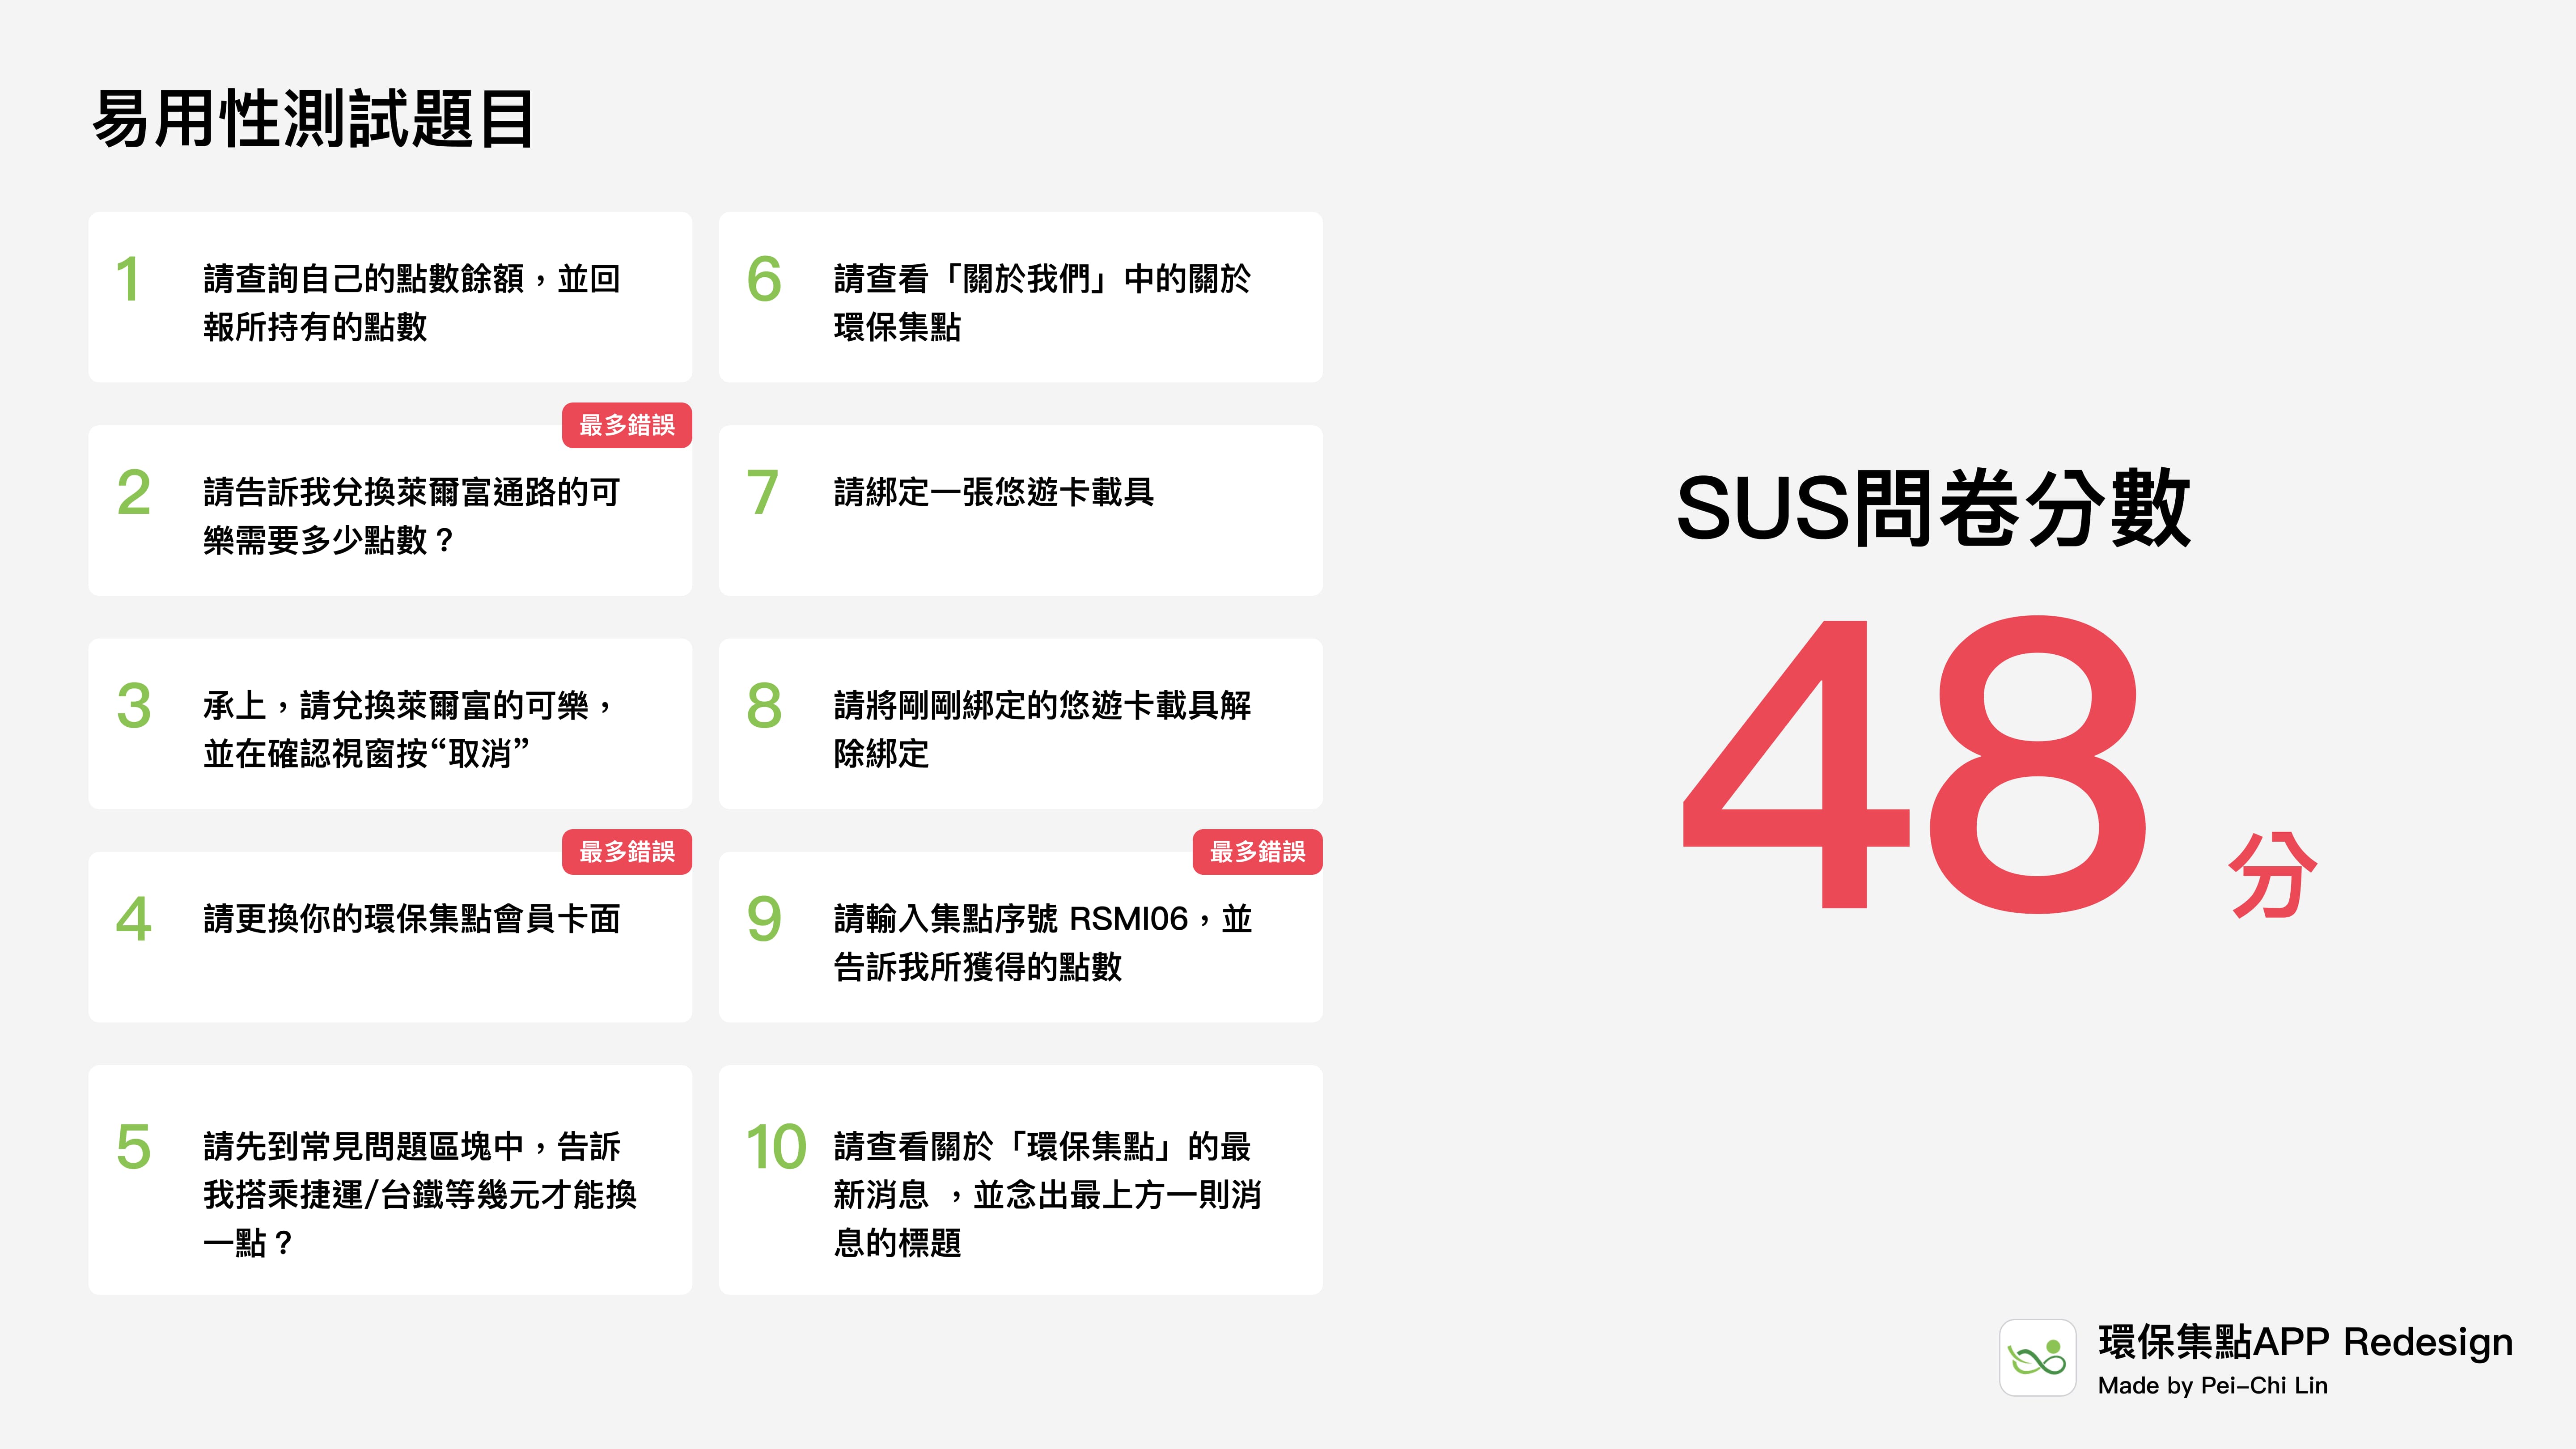 易用性測試題目
1
請查詢自己的點數餘額，並回
報所持有的點數
最多錯誤
2
請告訴我兌換萊爾富通路的可
樂需要多少點數？
3
承上，請兌換萊爾富的可樂，
並在確認視窗按“取消”
最多錯誤
4
請更換你的環保集點會員卡面
5
請先到常見問題區塊中，告訴
我搭乘捷運/台鐵等幾元才能換
一點？
6
請查看「關於我們」中的關於
環保集點
7
請綁定一張悠遊卡載具
8
請將剛剛綁定的悠遊卡載具解
除綁定
最多錯誤
9
請輸入集點序號 RSMI06，並
告訴我所獲得的點數
10
請查看關於「環保集點」的最
新消息 ，並念出最上方一則消
息的標題
SUS問卷分數
48 分
環保集點APP Redesign
Made by Pei-Chi Lin